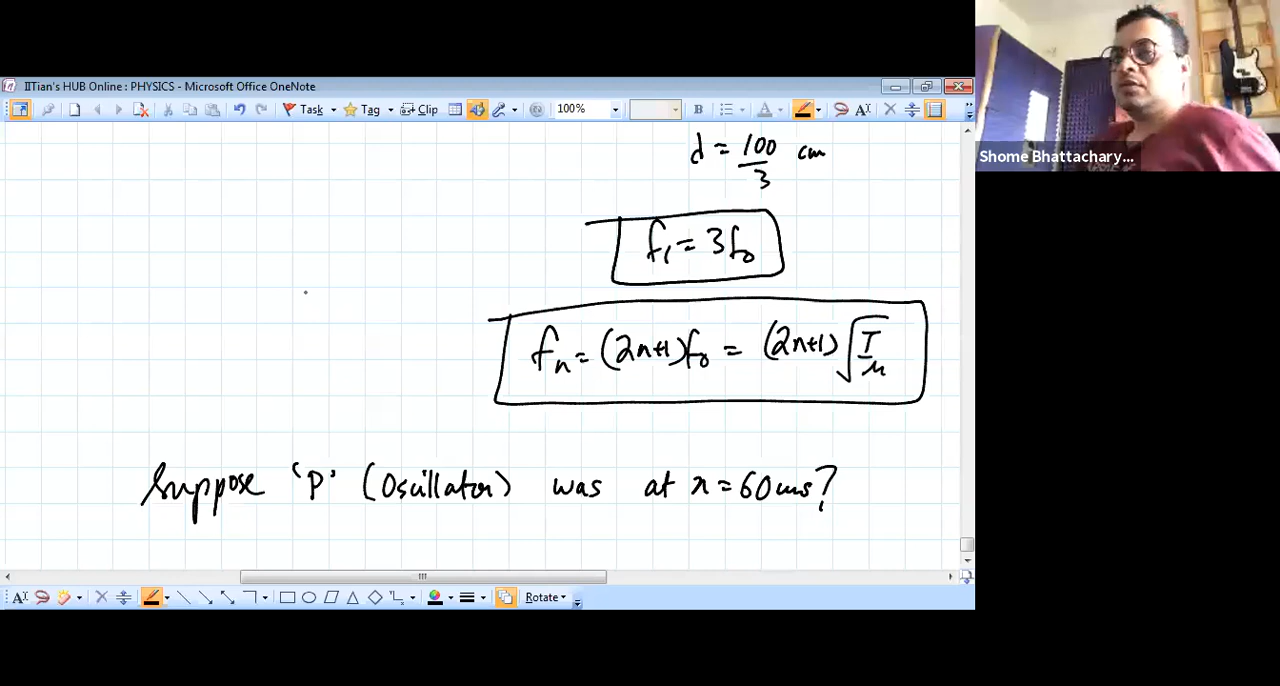 IITian's HUB Online : PHYSICS - Microsoft Office OneNote
Task Tag Clip 100% B A A
d = 100/3 cm
Shome Bhattachary...
f₁ = 3f₀
fₙ = (2n+1)f₀ = (2n+1)√(T/μ)
Suppose 'P' (Oscillator) was at x = 60 cms?
A Rotate